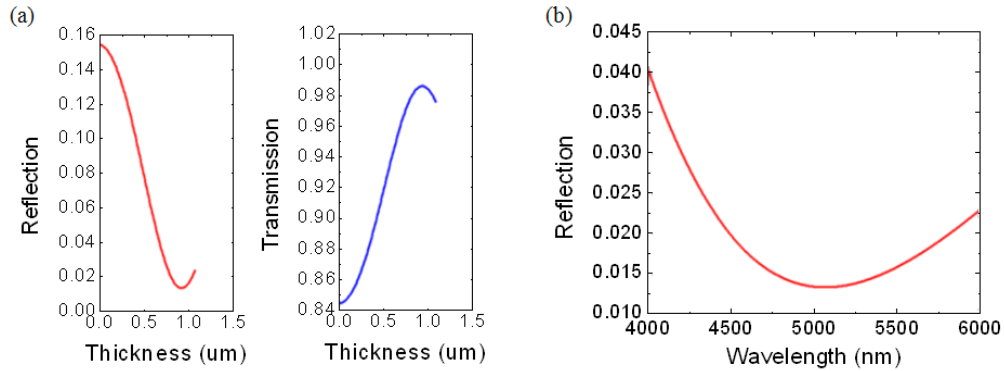 (a)
Reflection
0.16
0.14
0.12
0.10
0.08
0.06
0.04
0.02
0.00
0.0 0.5 1.0 1.5
Thickness (um)
Transmission
1.02
1.00
0.98
0.96
0.94
0.92
0.90
0.88
0.86
0.84
0.0 0.5 1.0 1.5
Thickness (um)
(b)
Reflection
0.045
0.040
0.035
0.030
0.025
0.020
0.015
0.010
4000 4500 5000 5500 6000
Wavelength (nm)